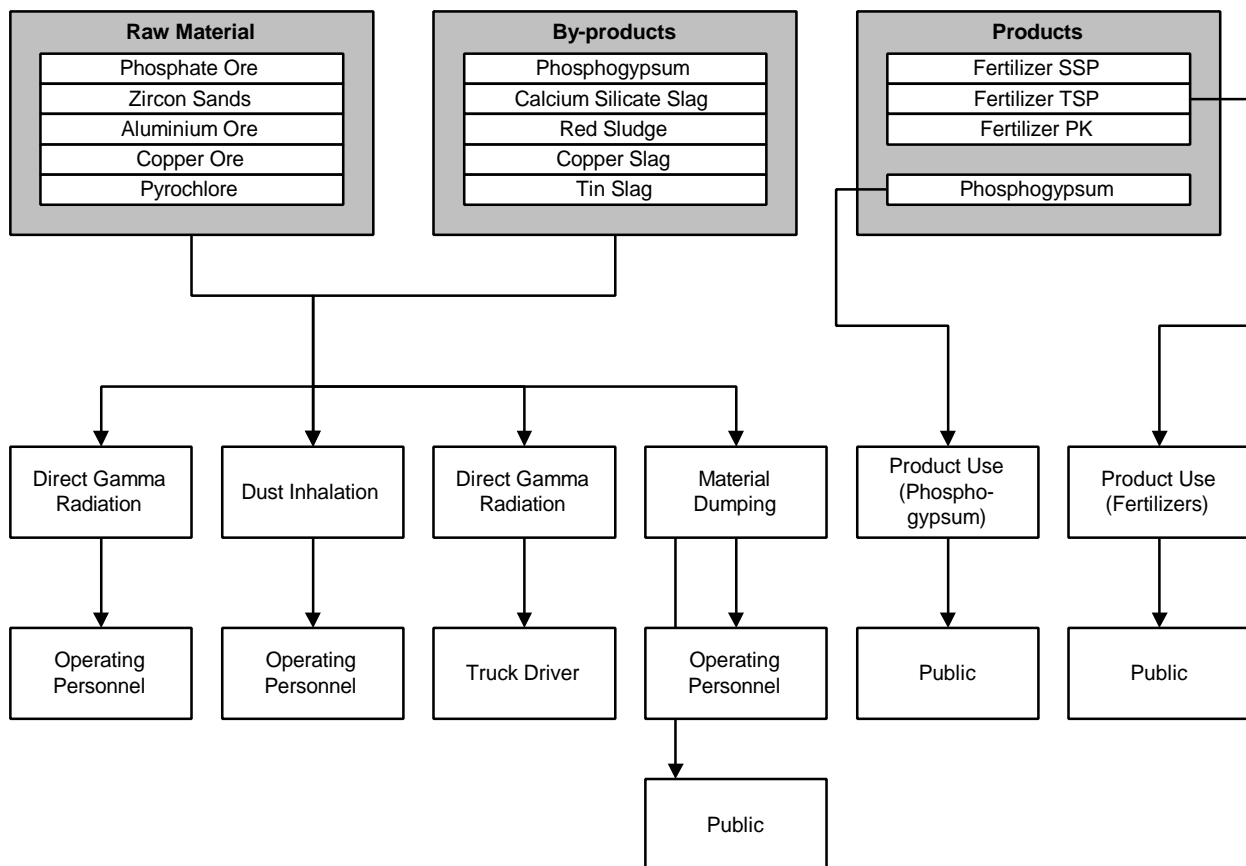 Raw Material
Phosphate Ore
Zircon Sands
Aluminium Ore
Copper Ore
Pyrochlore
By-products
Phosphogypsum
Calcium Silicate Slag
Red Sludge
Copper Slag
Tin Slag
Products
Fertilizer SSP
Fertilizer TSP
Fertilizer PK
Phosphogypsum
Direct Gamma
Radiation
Dust Inhalation
Direct Gamma
Radiation
Material
Dumping
Product Use
(Phospho-
gypsum)
Product Use
(Fertilizers)
Operating
Personnel
Operating
Personnel
Truck Driver
Operating
Personnel
Public
Public
Public